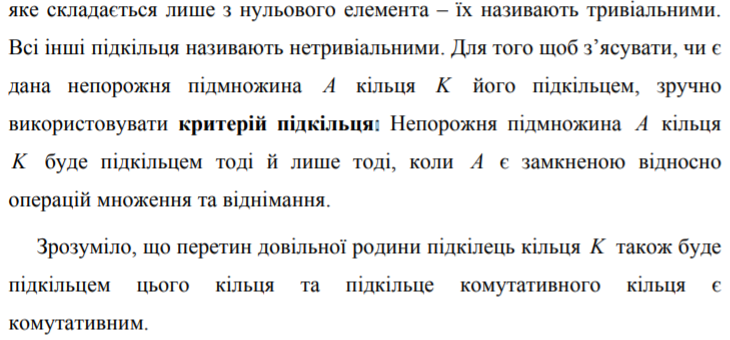 яке складається лише з нульового елемента – їх називають тривіальними.
Всі інші підкільця називають нетривіальними. Для того щоб з’ясувати, чи є
дана непорожня підмножина A кільця K його підкільцем, зручно
використовувати критерій підкільця: Непорожня підмножина A кільця
K буде підкільцем тоді й лише тоді, коли A є замкненою відносно
операцій множення та віднімання.
Зрозуміло, що перетин довільної родини підкілець кільця K також буде
підкільцем цього кільця та підкільце комутативного кільця є
комутативним.